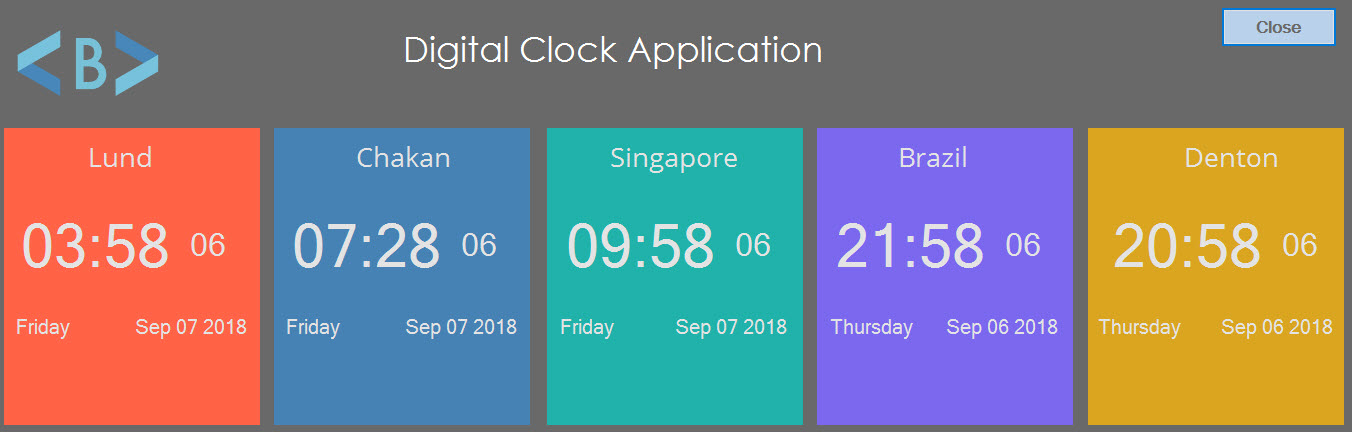 <B>
Digital Clock Application
Close
Lund
03:58 06
Friday Sep 07 2018
Chakan
07:28 06
Friday Sep 07 2018
Singapore
09:58 06
Friday Sep 07 2018
Brazil
21:58 06
Thursday Sep 06 2018
Denton
20:58 06
Thursday Sep 06 2018